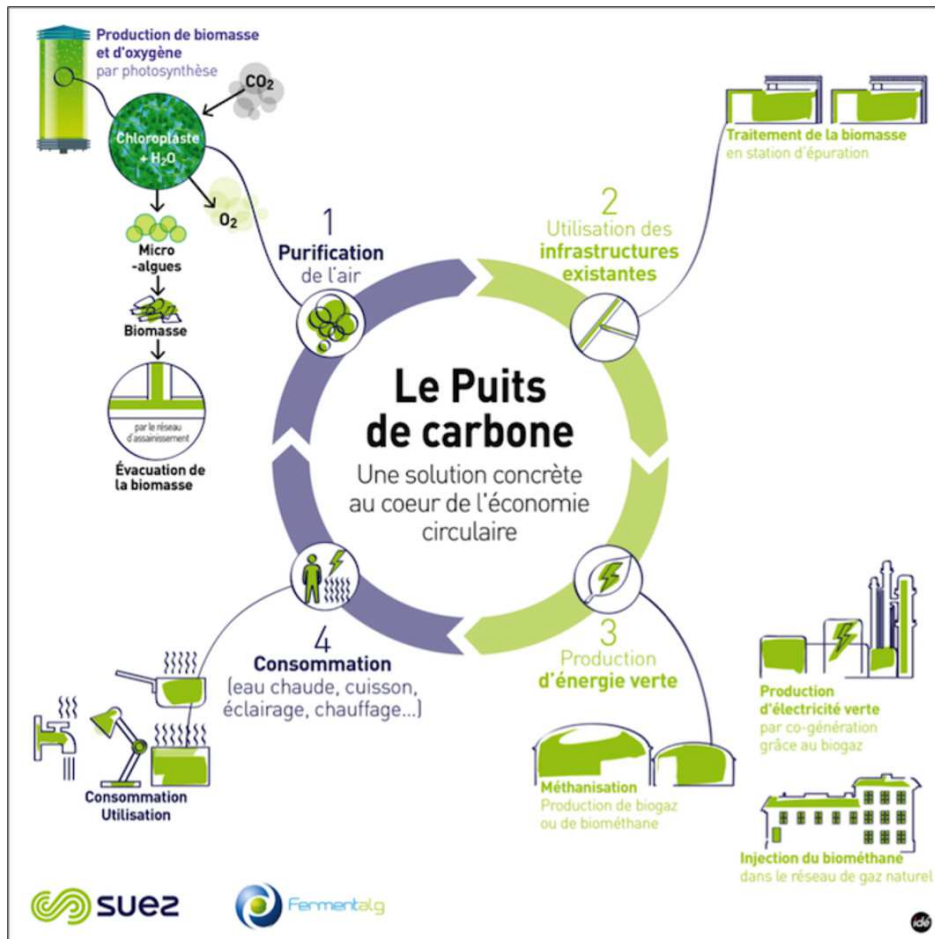 Production de biomasse
et d'oxygène
par photosynthèse
CO2
Chloroplaste
+ H2O
O2
Micro
-algues
Biomasse
par le réseau
d'assainissement
Évacuation de
la biomasse
1
Purification
de l'air
2
Utilisation des
infrastructures
existantes
Traitement de la biomasse
en station d'épuration
Le Puits
de carbone
Une solution concrète
au coeur de l'économie
circulaire
3
Production
d'énergie verte
Méthanisation
Production de biogaz
ou de biométhane
Production
d'électricité verte
par co-génération
grâce au biogaz
Injection du biométhane
dans le réseau de gaz naturel
4
Consommation
(eau chaude, cuisson,
éclairage, chauffage...)
Consommation
Utilisation
suez
Fermentalg
idé